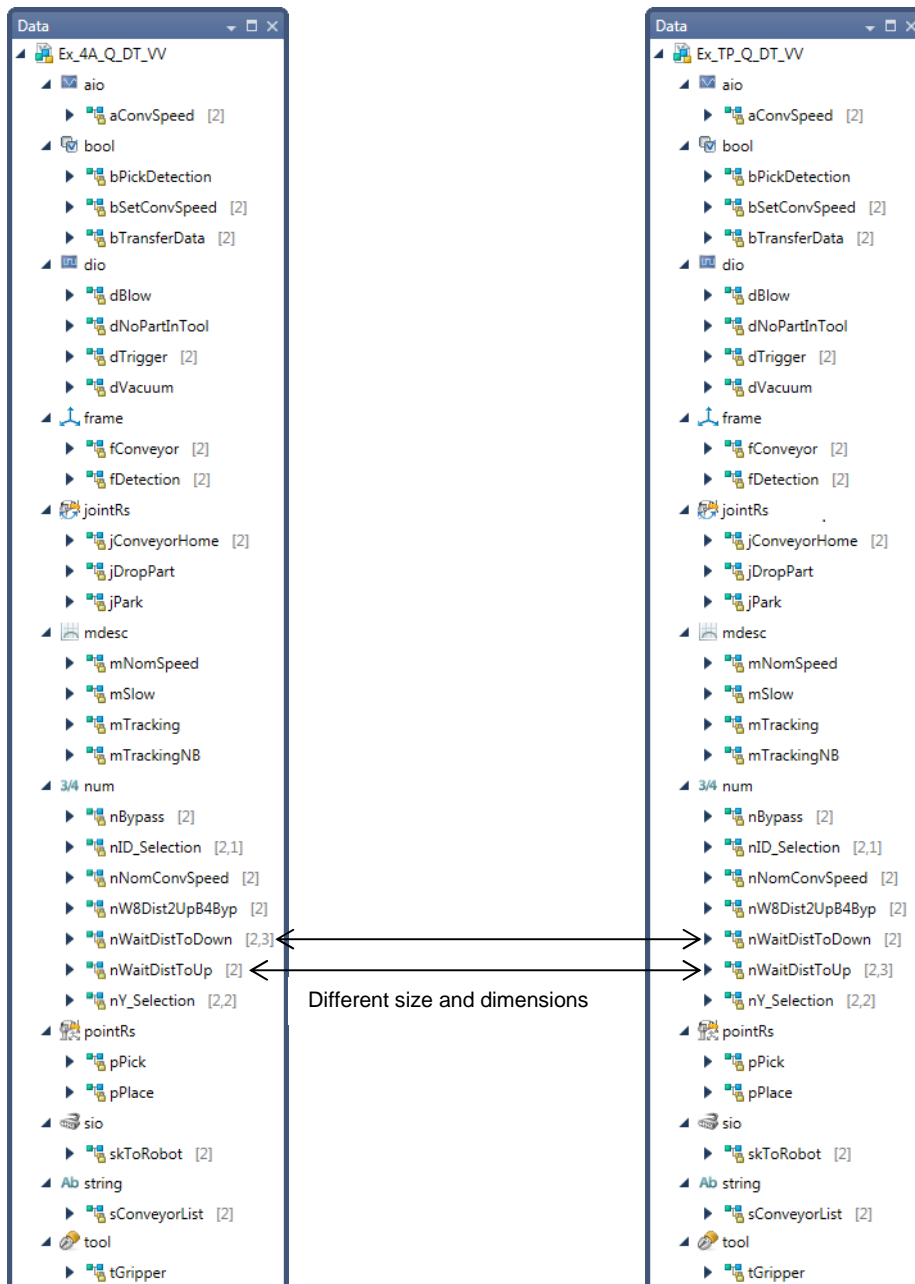 Data
Ex_4A_Q_DT_VV
aio
aConvSpeed [2]
bool
bPickDetection
bSetConvSpeed [2]
bTransferData [2]
dio
dBlow
dNoPartInTool
dTrigger [2]
dVacuum
frame
fConveyor [2]
fDetection [2]
jointRs
jConveyorHome [2]
jDropPart
jPark
mdesc
mNomSpeed
mSlow
mTracking
mTrackingNB
3/4 num
nBypass [2]
nID_Selection [2,1]
nNomConvSpeed [2]
nW8Dist2UpB4Byp [2]
nWaitDistToDown [2,3]
nWaitDistToUp [2]
nY_Selection [2,2]
pointRs
pPick
pPlace
sio
skToRobot [2]
Ab string
sConveyorList [2]
tool
tGripper
Different size and dimensions
Data
Ex_TP_Q_DT_VV
aio
aConvSpeed [2]
bool
bPickDetection
bSetConvSpeed [2]
bTransferData [2]
dio
dBlow
dNoPartInTool
dTrigger [2]
dVacuum
frame
fConveyor [2]
fDetection [2]
jointRs
jConveyorHome [2]
jDropPart
jPark
mdesc
mNomSpeed
mSlow
mTracking
mTrackingNB
3/4 num
nBypass [2]
nID_Selection [2,1]
nNomConvSpeed [2]
nW8Dist2UpB4Byp [2]
nWaitDistToDown [2]
nWaitDistToUp [2,3]
nY_Selection [2,2]
pointRs
pPick
pPlace
sio
skToRobot [2]
Ab string
sConveyorList [2]
tool
tGripper